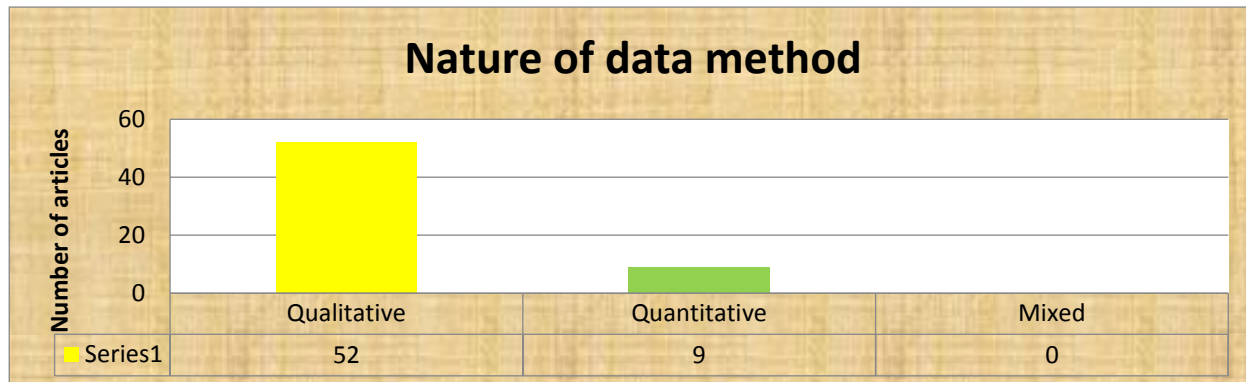 Nature of data method
Number of articles
60
40
20
0
Qualitative Quantitative Mixed
Series1 52 9 0